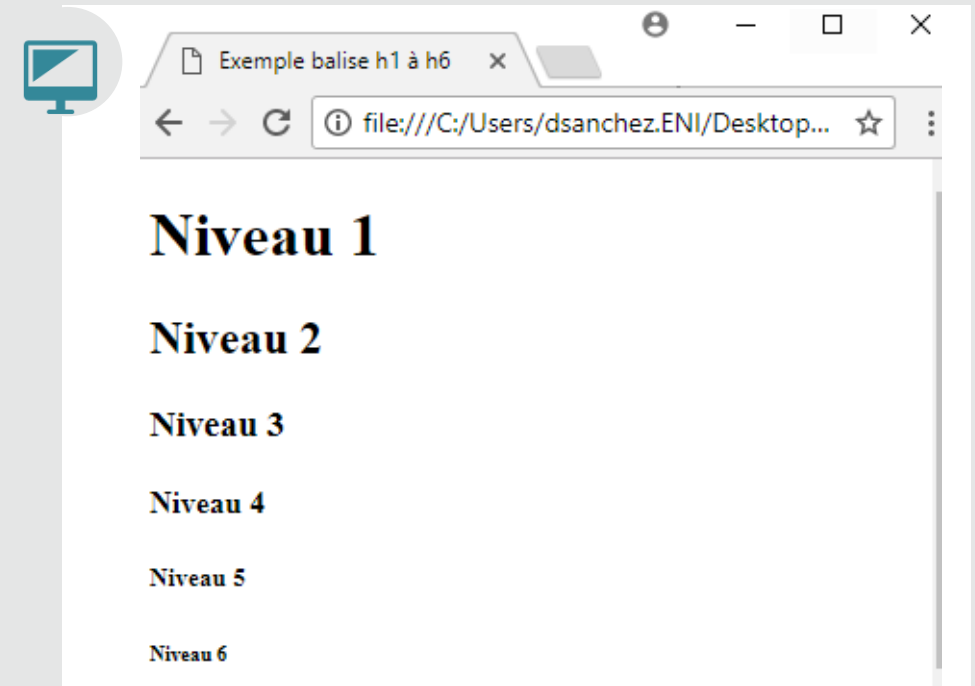 Exemple balise h1 à h6
file:///C:/Users/dsanchez.ENI/Desktop...
Niveau 1
Niveau 2
Niveau 3
Niveau 4
Niveau 5
Niveau 6